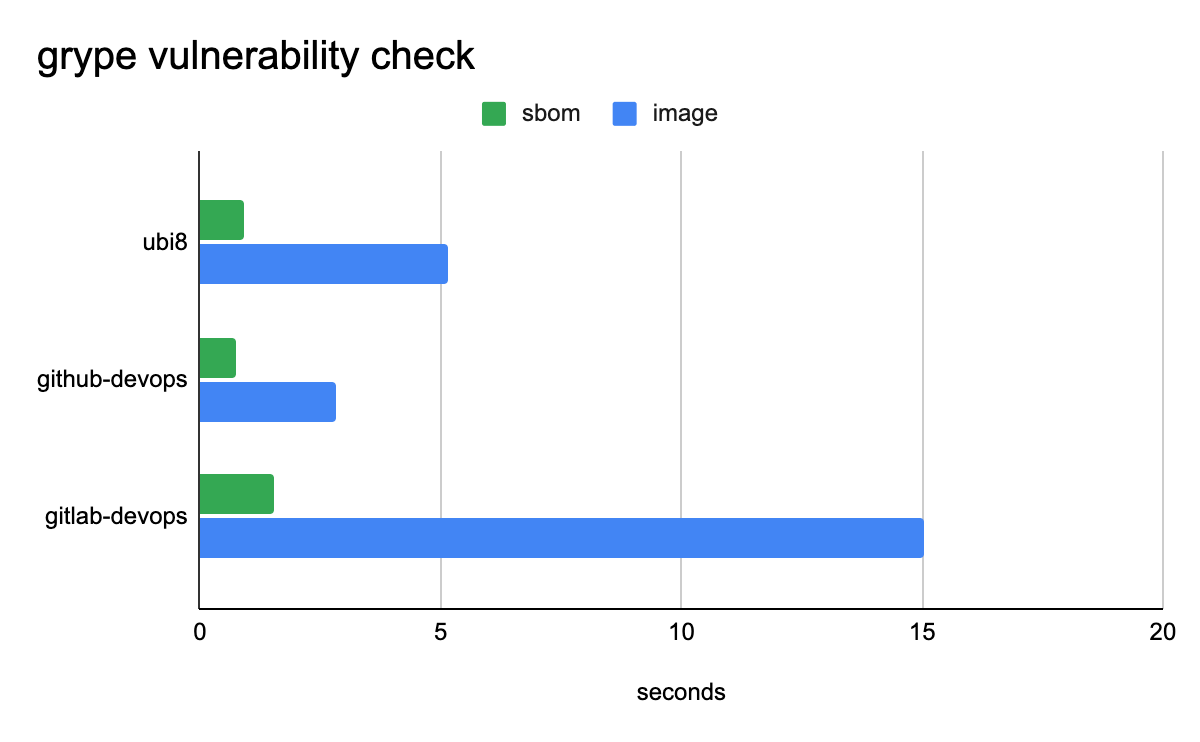 grype vulnerability check
sbom image
ubi8
github-devops
gitlab-devops
0 5 10 15 20
seconds